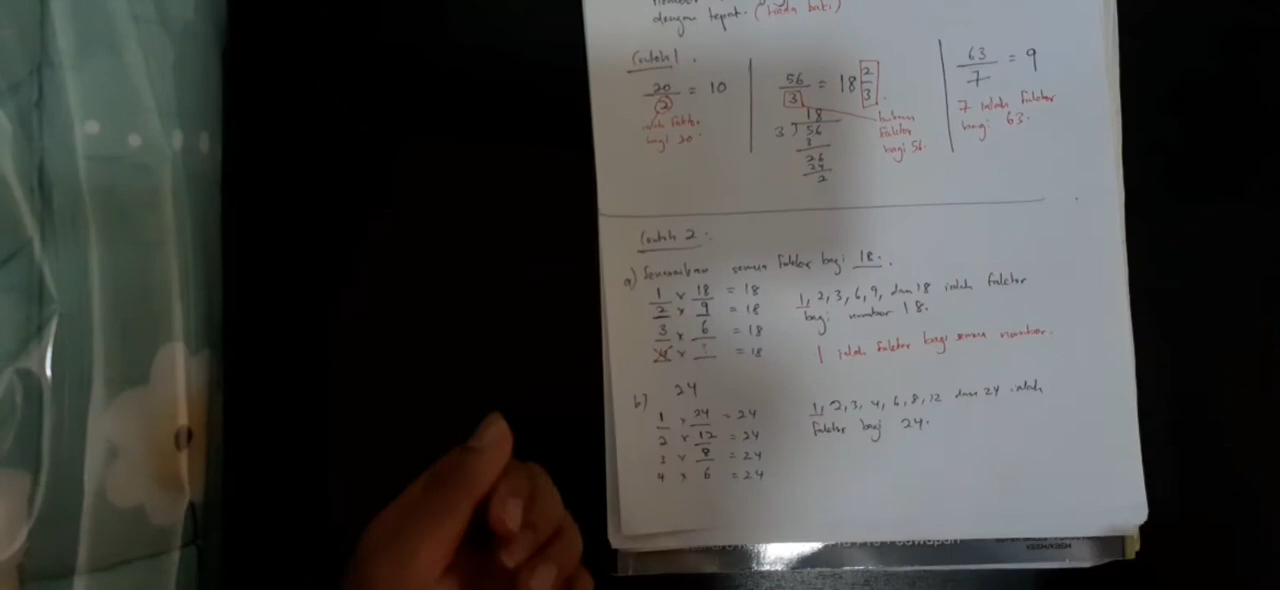 dengan tepat. (tiada baki)
Contoh 1.
20
2
= 10
ialah faktor
bagi 20.
56
3
= 18 2
3
18
3 ) 56
3
26
24
2
bukan
faktor
bagi 56.
63
7
= 9
7 ialah faktor
bagi 63.
Contoh 2.
a) Senaraikan semua faktor bagi 18.
1 × 18 = 18
2 × 9 = 18
3 × 6 = 18
4 × ? = 18
1, 2, 3, 6, 9, dan 18 ialah faktor
bagi nombor 18.
1 ialah faktor bagi semua nombor.
b) 24
1 × 24 = 24
2 × 12 = 24
3 × 8 = 24
4 × 6 = 24
1, 2, 3, 4, 6, 8, 12 dan 24 ialah
faktor bagi 24.